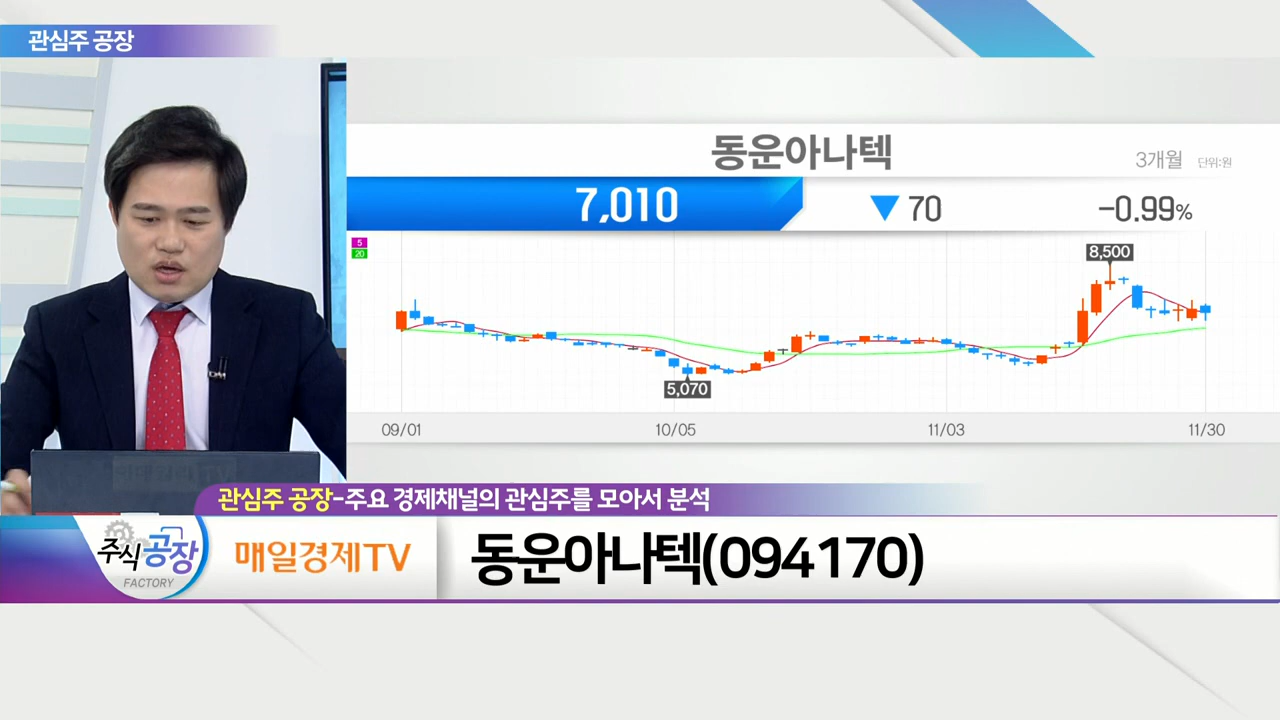 관심주 공장
동운아나텍
3개월 단위:원
7,010 ▼ 70 -0.99%
5
20
8,500
5,070
09/01 10/05 11/03 11/30
관심주 공장-주요 경제채널의 관심주를 모아서 분석
주식공장
FACTORY
매일경제TV
동운아나텍(094170)